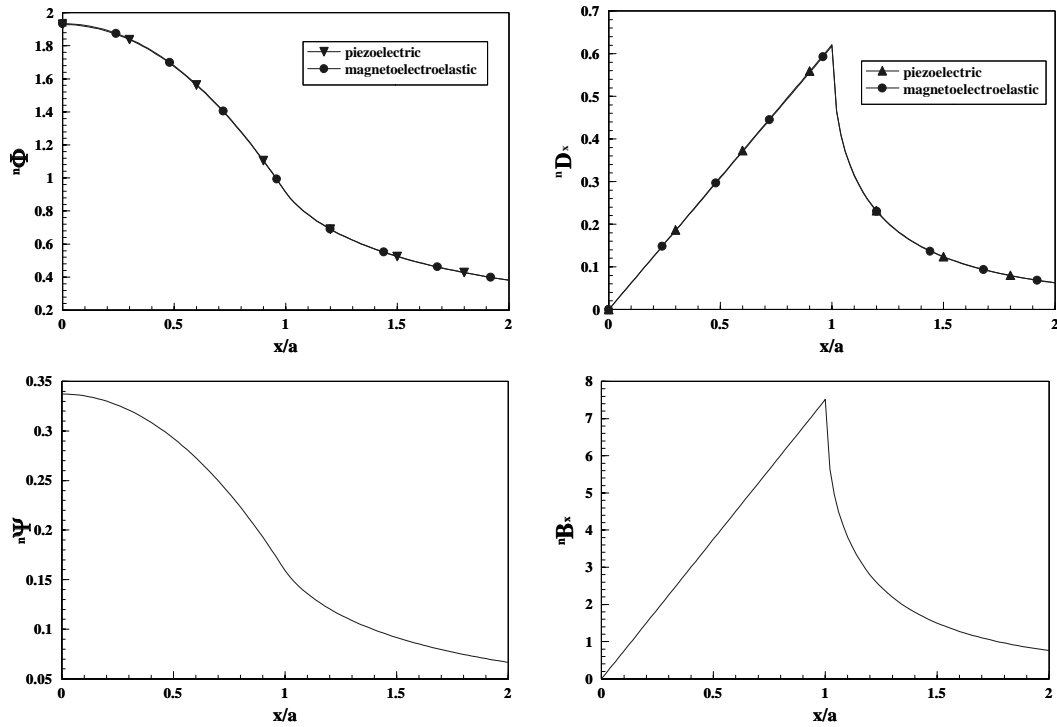 2
1.8
1.6
1.4
1.2
1
0.8
0.6
0.4
0.2
ⁿΦ
piezoelectric
magnetoelectroelastic
0 0.5 1 1.5 2
x/a
0.7
0.6
0.5
0.4
0.3
0.2
0.1
0
ⁿDₓ
piezoelectric
magnetoelectroelastic
0 0.5 1 1.5 2
x/a
0.35
0.3
0.25
0.2
0.15
0.1
0.05
ⁿΨ
0 0.5 1 1.5 2
x/a
8
7
6
5
4
3
2
1
0
ⁿBₓ
0 0.5 1 1.5 2
x/a